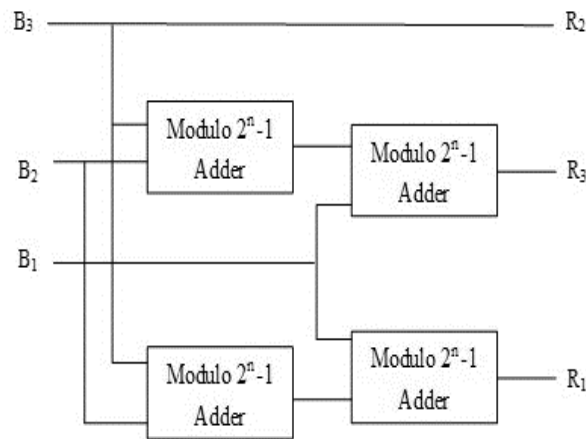 B₃
R₂
Modulo 2ⁿ-1
Adder
Modulo 2ⁿ-1
Adder
B₂
R₃
B₁
Modulo 2ⁿ-1
Adder
Modulo 2ⁿ-1
Adder
R₁